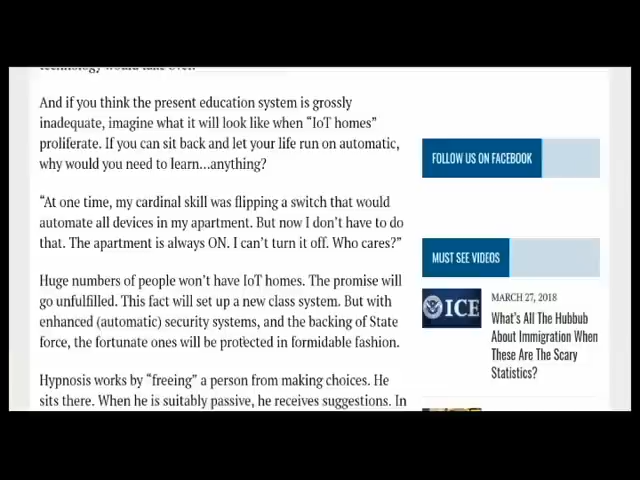 technology would take over.
And if you think the present education system is grossly
inadequate, imagine what it will look like when “IoT homes”
proliferate. If you can sit back and let your life run on automatic,
why would you need to learn…anything?
“At one time, my cardinal skill was flipping a switch that would
automate all devices in my apartment. But now I don’t have to do
that. The apartment is always ON. I can’t turn it off. Who cares?”
Huge numbers of people won’t have IoT homes. The promise will
go unfulfilled. This fact will set up a new class system. But with
enhanced (automatic) security systems, and the backing of State
force, the fortunate ones will be protected in formidable fashion.
Hypnosis works by “freeing” a person from making choices. He
sits there. When he is suitably passive, he receives suggestions. In
FOLLOW US ON FACEBOOK
MUST SEE VIDEOS
ICE
MARCH 27, 2018
What’s All The Hubbub
About Immigration When
These Are The Scary
Statistics?